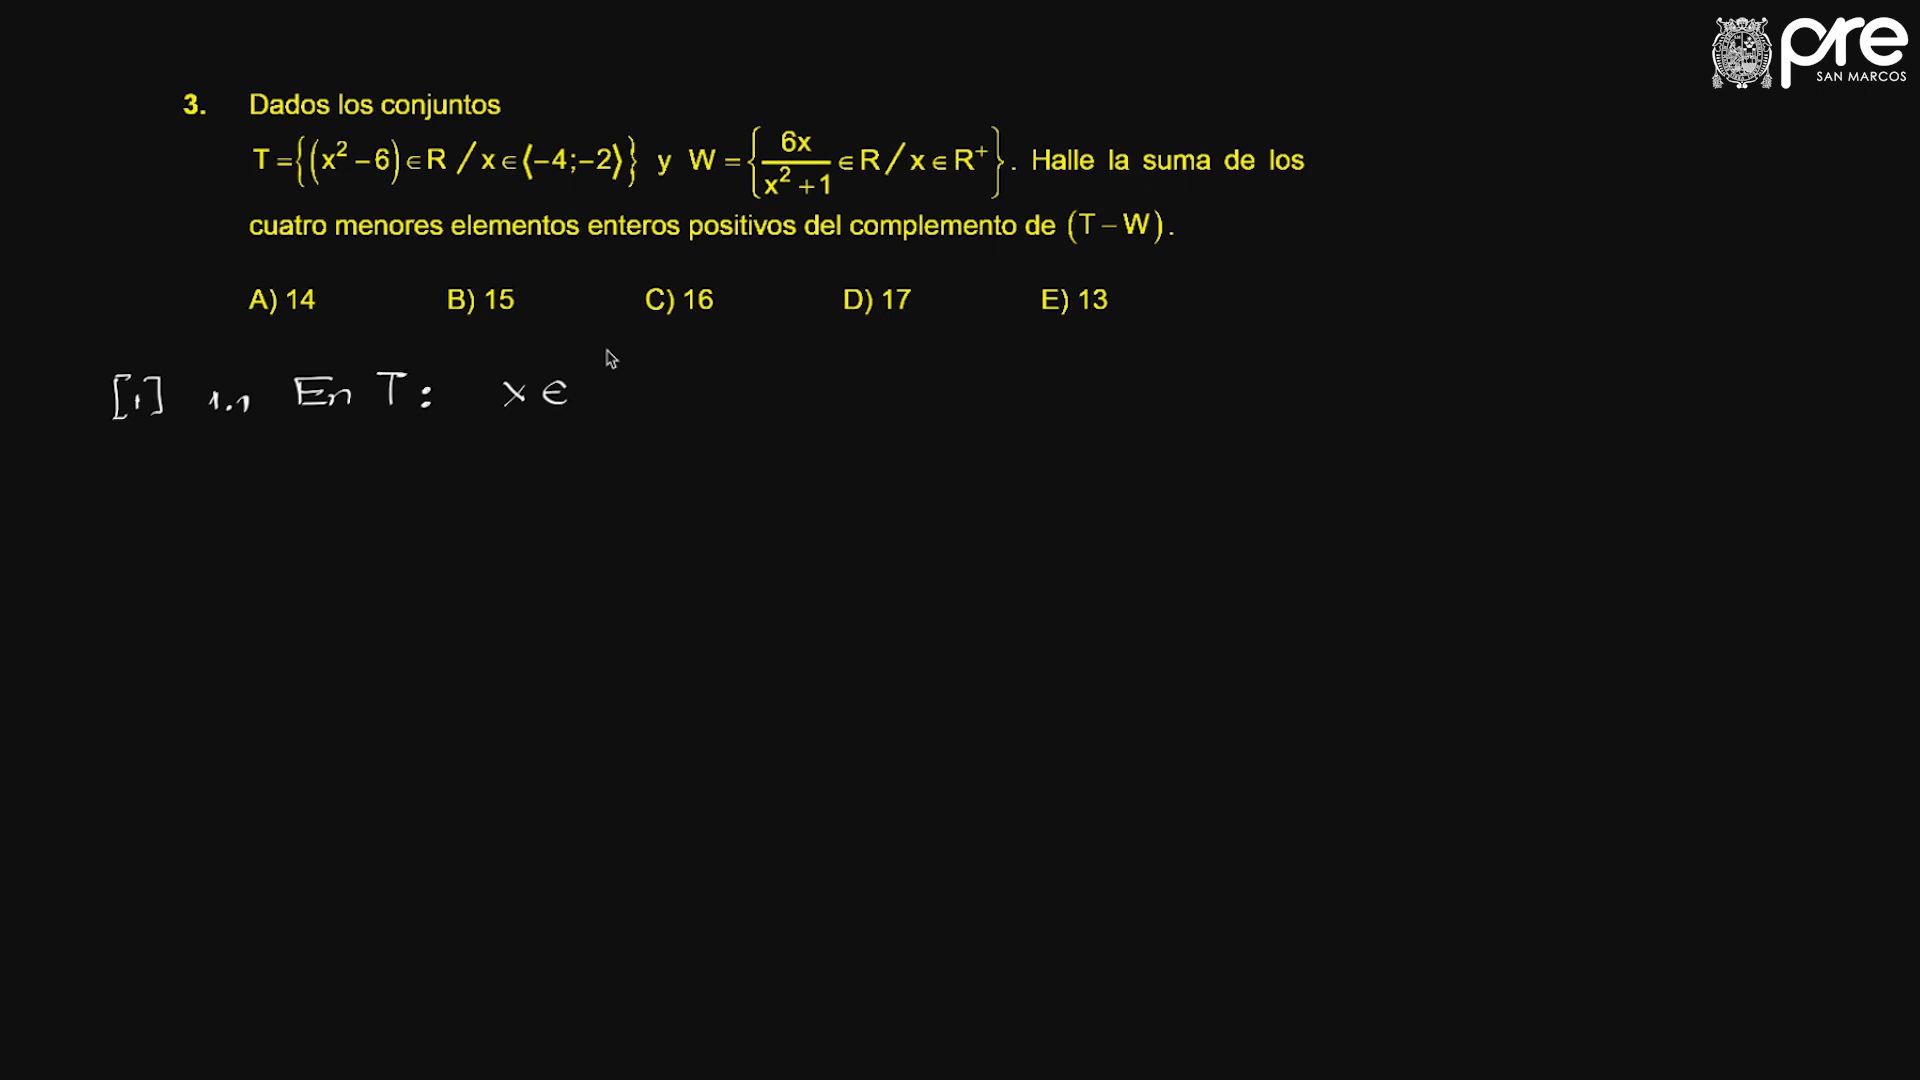 pre
SAN MARCOS
3. Dados los conjuntos
T={(x²−6)∈R /x∈⟨−4;−2⟩} y W={6x/(x²+1)∈R/x∈R⁺}. Halle la suma de los
cuatro menores elementos enteros positivos del complemento de (T−W).
A) 14 B) 15 C) 16 D) 17 E) 13
[1] 1.1 En T: x ∈